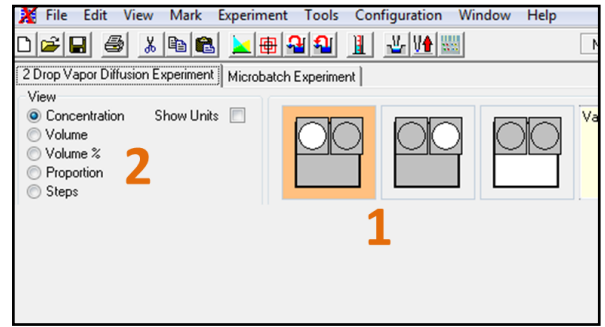 File Edit View Mark Experiment Tools Configuration Window Help
2 Drop Vapor Diffusion Experiment Microbatch Experiment
View
Concentration Show Units
Volume
Volume %
Proportion
Steps
2
1